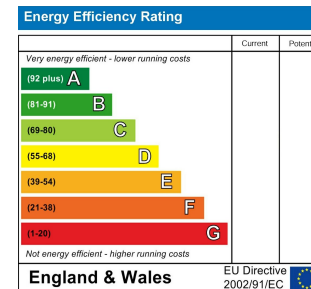 Energy Efficiency Rating
Current Potent
Very energy efficient - lower running costs
(92 plus) A
(81-91) B
(69-80) C
(55-68) D
(39-54) E
(21-38) F
(1-20) G
Not energy efficient - higher running costs
England & Wales
EU Directive
2002/91/EC